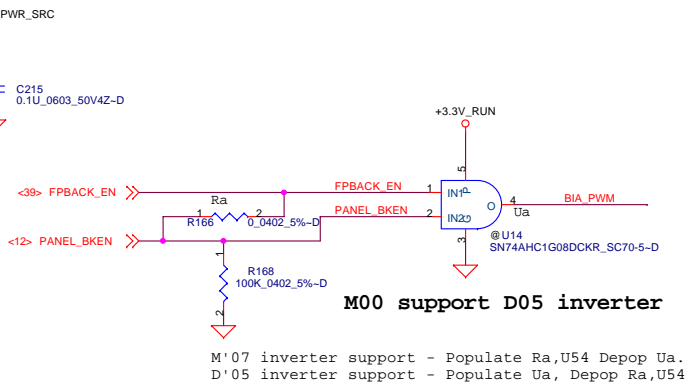 PWR_SRC
C215
0.1U_0603_50V4Z~D
+3.3V_RUN
5
<39> FPBACK_EN
FPBACK_EN
1
IN1
P
Ra
1
2
R166
0_0402_5%~D
PANEL_BKEN
2
IN2
G
O
4
BIA_PWM
Ua
<12> PANEL_BKEN
3
@U14
SN74AHC1G08DCKR_SC70-5~D
1
R168
100K_0402_5%~D
2
M00 support D05 inverter
M'07 inverter support - Populate Ra,U54 Depop Ua.
D'05 inverter support - Populate Ua, Depop Ra,U54